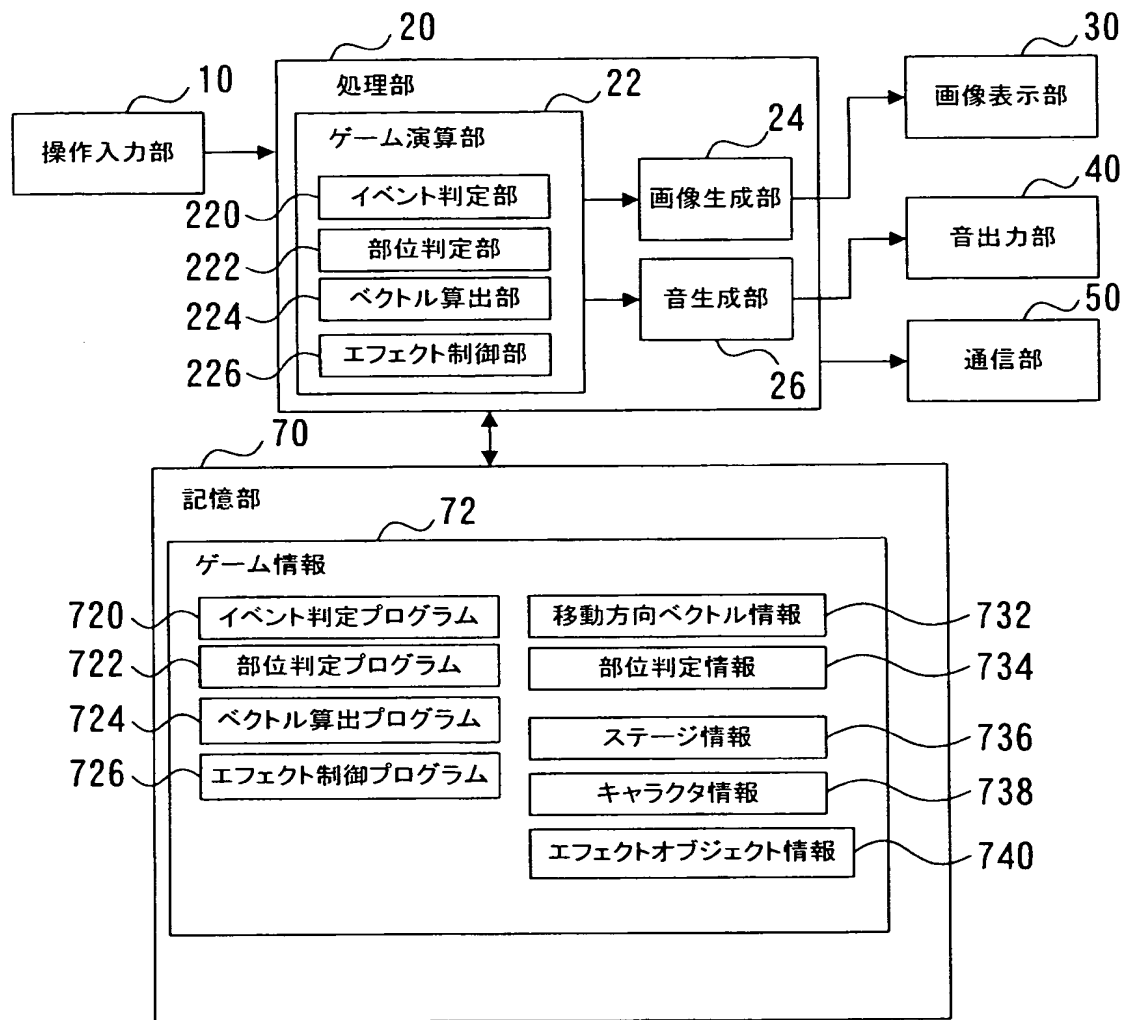 20
処理部
10
操作入力部
22
ゲーム演算部
220
イベント判定部
222
部位判定部
224
ベクトル算出部
226
エフェクト制御部
24
画像生成部
音生成部
26
30
画像表示部
40
音出力部
50
通信部
70
記憶部
72
ゲーム情報
720
イベント判定プログラム
722
部位判定プログラム
724
ベクトル算出プログラム
726
エフェクト制御プログラム
移動方向ベクトル情報
732
部位判定情報
734
ステージ情報
736
キャラクタ情報
738
エフェクトオブジェクト情報
740